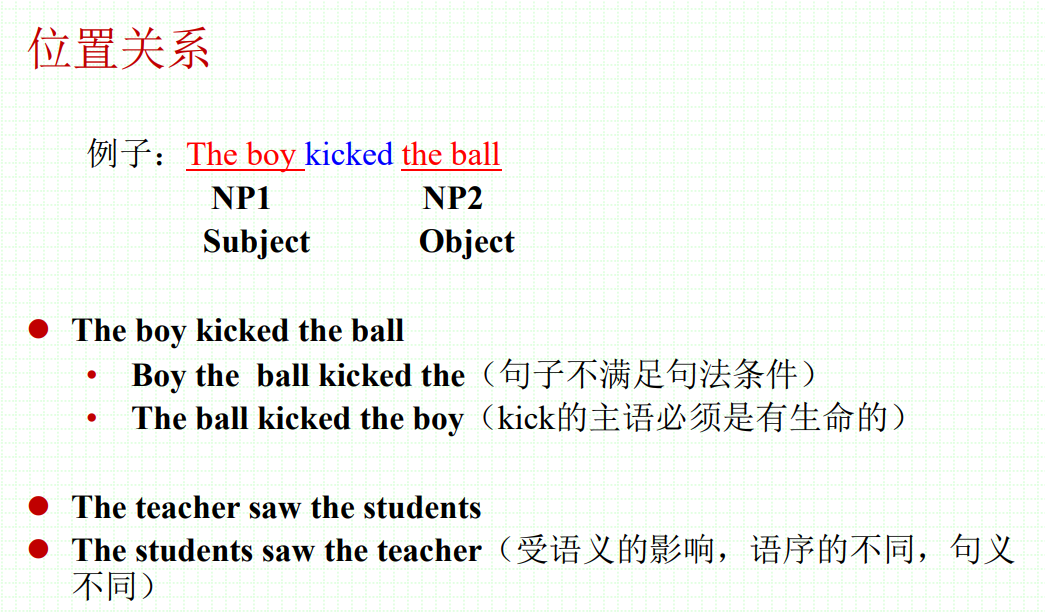 位置关系
例子：The boy kicked the ball
NP1 NP2
Subject Object
● The boy kicked the ball
• Boy the ball kicked the（句子不满足句法条件）
• The ball kicked the boy（kick的主语必须是有生命的）
● The teacher saw the students
● The students saw the teacher（受语义的影响，语序的不同，句义
不同）